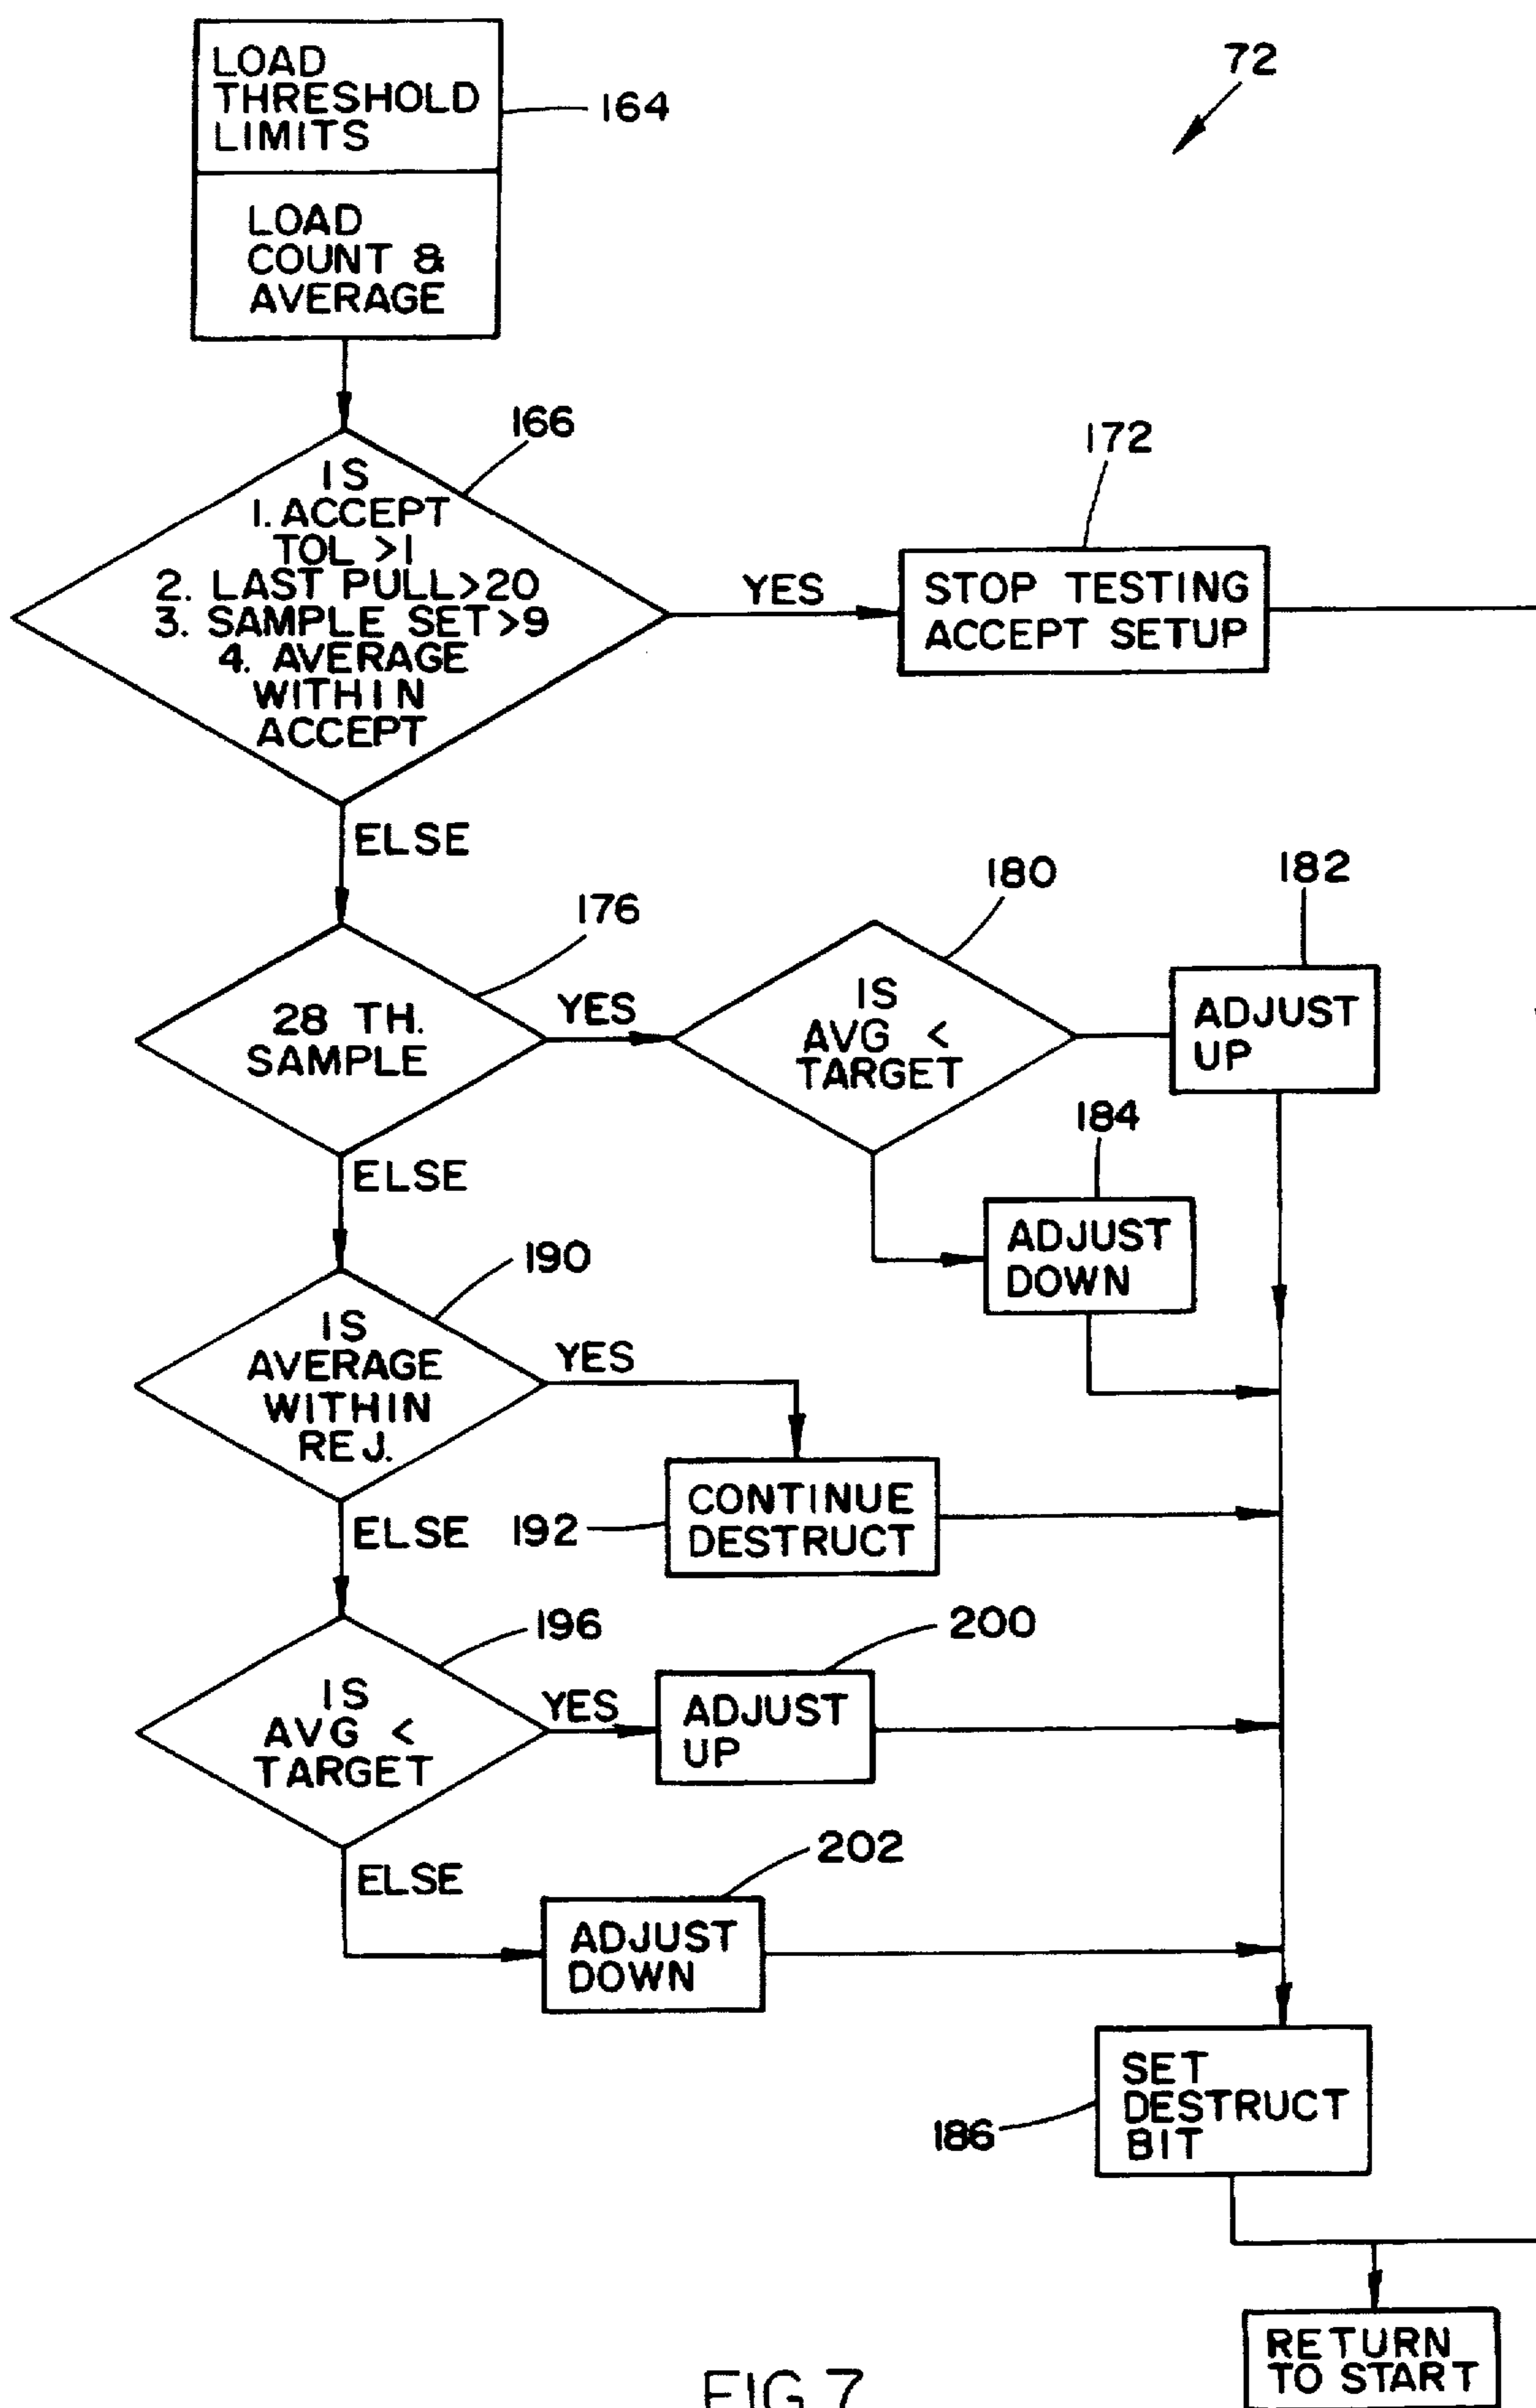 LOAD
THRESHOLD
LIMITS
164
72
LOAD
COUNT &
AVERAGE
166
IS
1. ACCEPT
TOL >1
2. LAST PULL>20
3. SAMPLE SET>9
4. AVERAGE
WITHIN
ACCEPT
YES
172
STOP TESTING
ACCEPT SETUP
ELSE
176
28 TH.
SAMPLE
YES
180
IS
AVG <
TARGET
182
ADJUST
UP
184
ADJUST
DOWN
ELSE
190
IS
AVERAGE
WITHIN
REJ.
YES
192
CONTINUE
DESTRUCT
ELSE
196
IS
AVG <
TARGET
YES
200
ADJUST
UP
ELSE
202
ADJUST
DOWN
186
SET
DESTRUCT
BIT
RETURN
TO START
FIG. 7